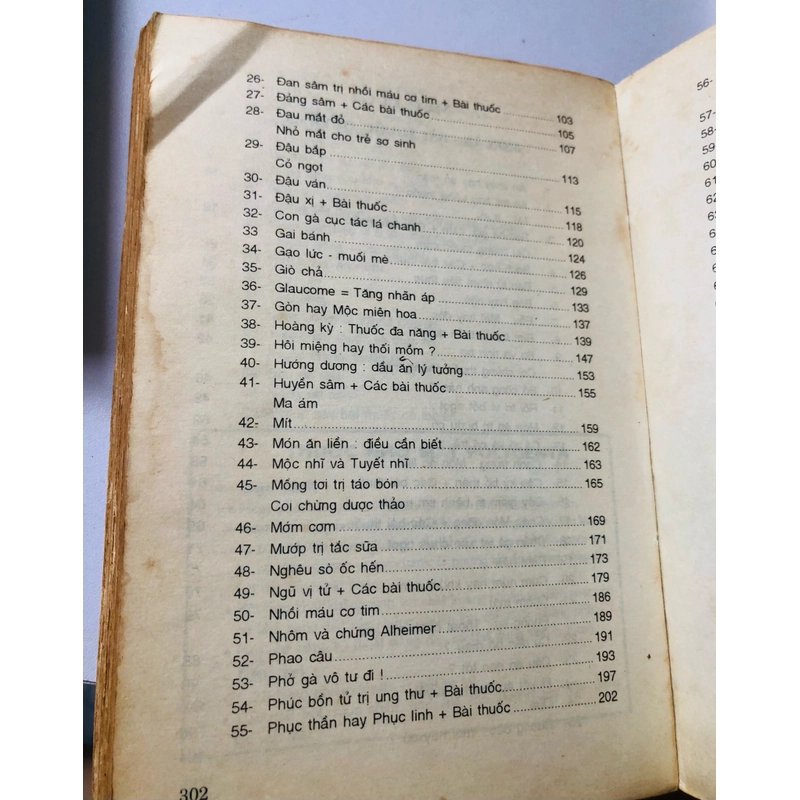 26- Đan sâm trị nhồi máu cơ tim + Bài thuốc ........ 103
27- Đảng sâm + Các bài thuốc ........ 105
28- Đau mắt đỏ ........ 107
Nhỏ mắt cho trẻ sơ sinh
29- Đậu bắp ........ 113
Cỏ ngọt
30- Đậu ván ........ 115
31- Đậu xị + Bài thuốc ........ 118
32- Con gà cục tác lá chanh ........ 120
33 Gai bánh ........ 124
34- Gạo lức - muối mè ........ 126
35- Giò chả ........ 129
36- Glaucome = Tăng nhãn áp ........ 133
37- Gòn hay Mộc miên hoa ........ 137
38- Hoàng kỳ : Thuốc đa năng + Bài thuốc ........ 139
39- Hôi miệng hay thối mồm ? ........ 147
40- Hướng dương : dầu ăn lý tưởng ........ 153
41- Huyền sâm + Các bài thuốc ........ 155
Ma ám
42- Mít ........ 159
43- Món ăn liền : điều cần biết ........ 162
44- Mộc nhĩ và Tuyết nhĩ ........ 163
45- Mồng tơi trị táo bón ........ 165
Coi chừng dược thảo
46- Mớm cơm ........ 169
47- Mướp trị tắc sữa ........ 171
48- Nghêu sò ốc hến ........ 173
49- Ngũ vị tử + Các bài thuốc ........ 179
50- Nhồi máu cơ tim ........ 186
51- Nhôm và chứng Alheimer ........ 189
52- Phao câu ........ 191
53- Phở gà vô tư đi ! ........ 193
54- Phúc bồn tử trị ung thư + Bài thuốc ........ 197
55- Phục thần hay Phục linh + Bài thuốc ........ 202
302
56-
57-
58-
59
60
61
62